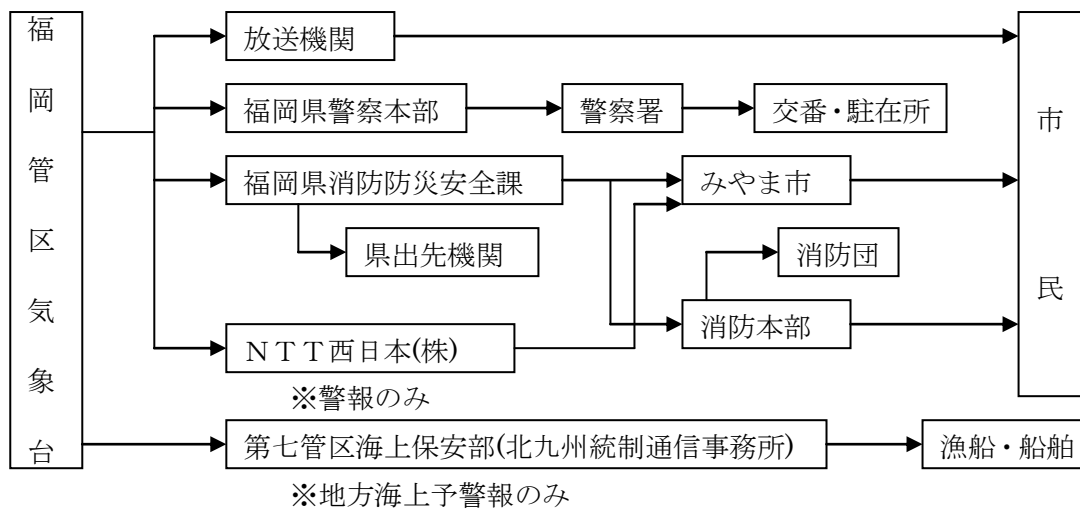 福岡管区気象台
放送機関
福岡県警察本部
警察署
交番・駐在所
福岡県消防防災安全課
みやま市
県出先機関
消防団
消防本部
ＮＴＴ西日本(株)
※警報のみ
第七管区海上保安部(北九州統制通信事務所)
漁船・船舶
※地方海上予警報のみ
市民